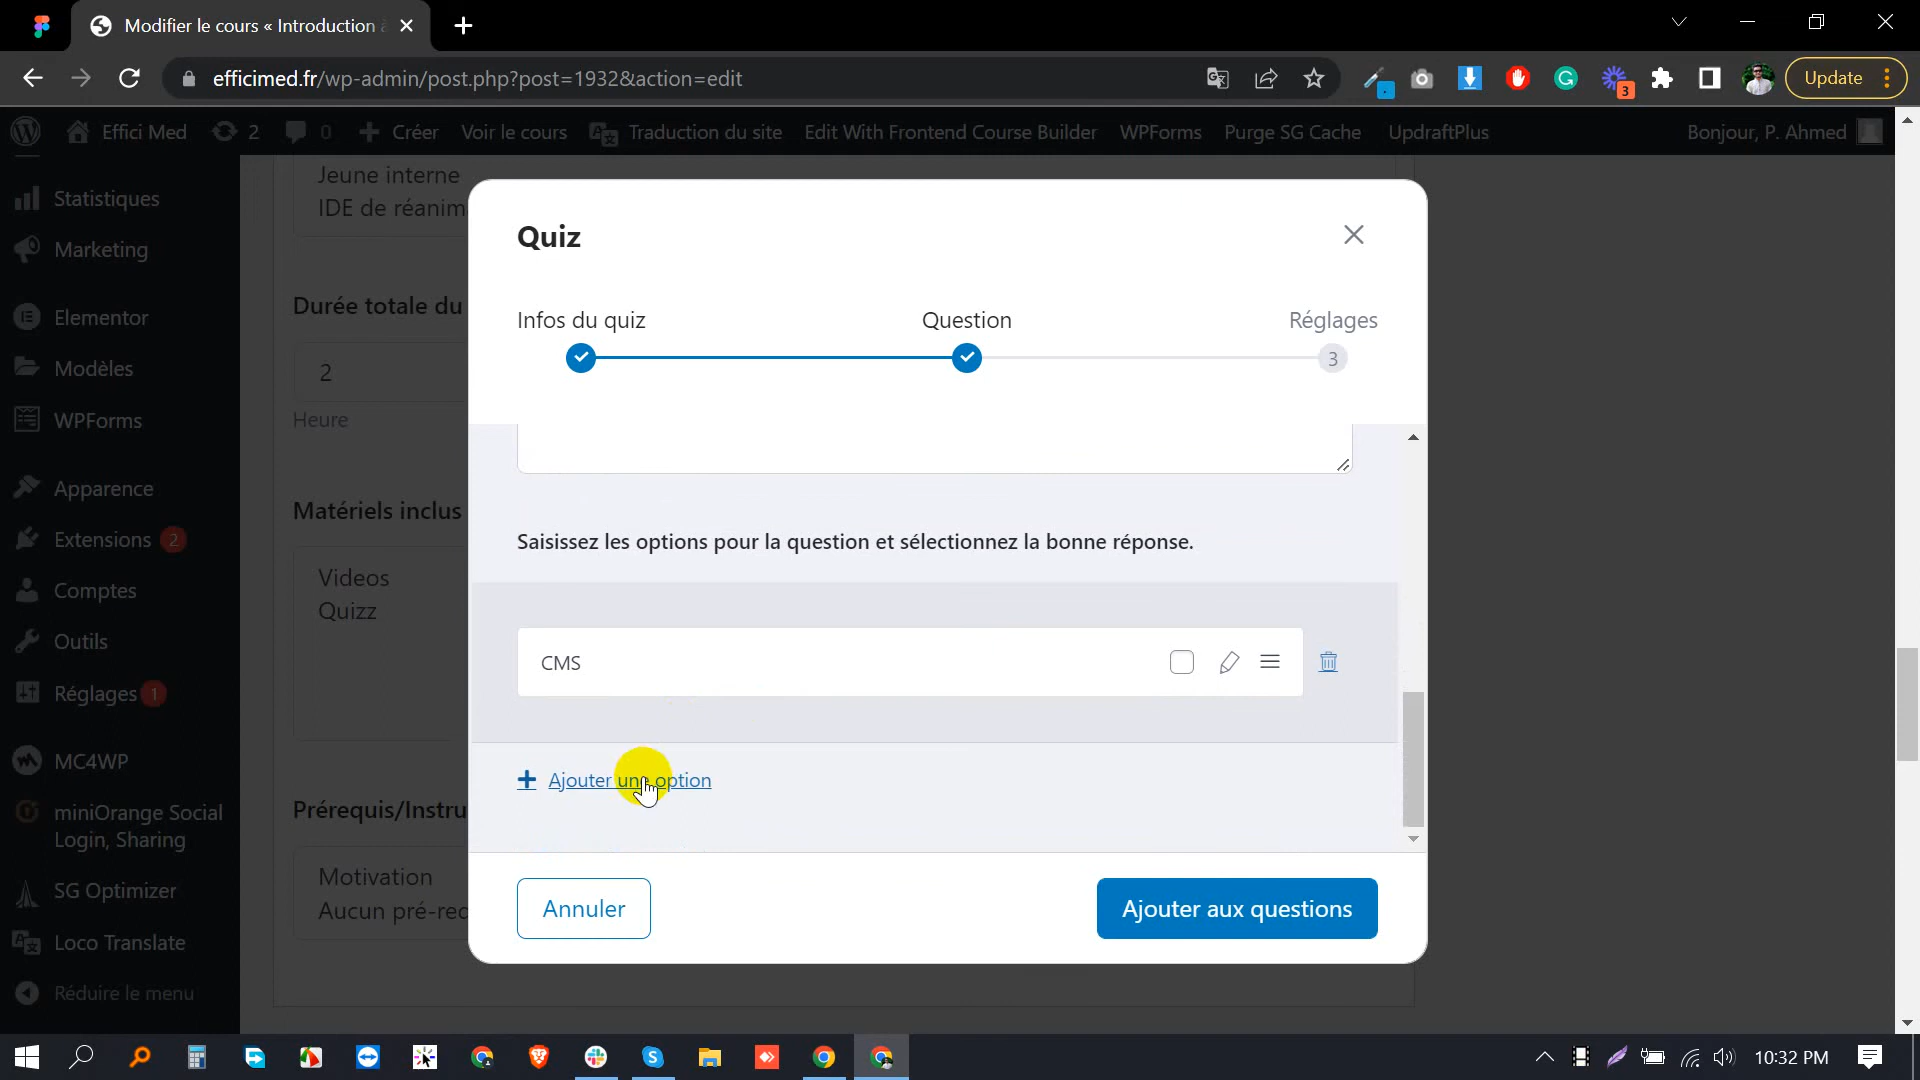 Modifier le cours « Introduction à
efficimed.fr/wp-admin/post.php?post=1932&action=edit
3
Update
Effici Med
2
0
Créer
Voir le cours
Traduction du site
Edit With Frontend Course Builder
WPForms
Purge SG Cache
UpdraftPlus
Bonjour, P. Ahmed
Statistiques
Marketing
Elementor
Modèles
WPForms
Apparence
Extensions 2
Comptes
Outils
Réglages 1
MC4WP
miniOrange Social
Login, Sharing
SG Optimizer
Loco Translate
Réduire le menu
Jeune interne
IDE de réanim
Durée totale du
2
Heure
Matériels inclus
Videos
Quizz
Prérequis/Instru
Motivation
Aucun pré-req
Quiz
Infos du quiz
Question
Réglages
3
Saisissez les options pour la question et sélectionnez la bonne réponse.
CMS
Ajouter une option
Annuler
Ajouter aux questions
10:32 PM